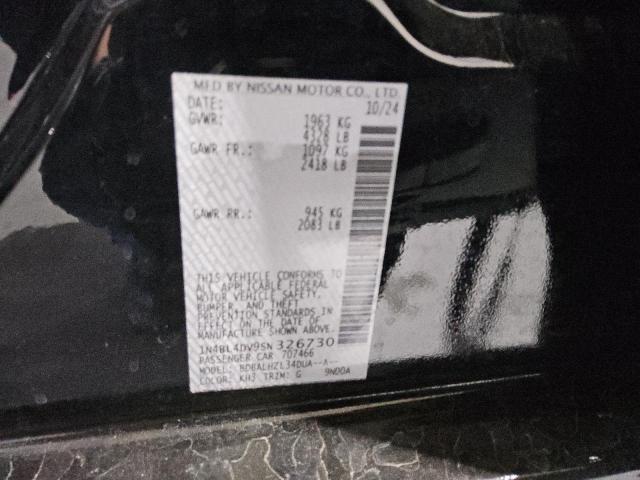 MFD BY NISSAN MOTOR CO., LTD.
DATE: 10/24
GVWR: 1963 KG
4328 LB
GAWR FR.: 1097 KG
2418 LB
GAWR RR.: 945 KG
2083 LB
THIS VEHICLE CONFORMS TO
ALL APPLICABLE FEDERAL
MOTOR VEHICLE SAFETY,
BUMPER, AND THEFT
PREVENTION STANDARDS IN
EFFECT ON THE DATE OF
MANUFACTURE SHOWN ABOVE.
1N4BL4DV9SN326730
PASSENGER CAR 707466
MODEL: BDBALHZL34DUA--A--
COLOR: KH3 TRIM: G 9N00A